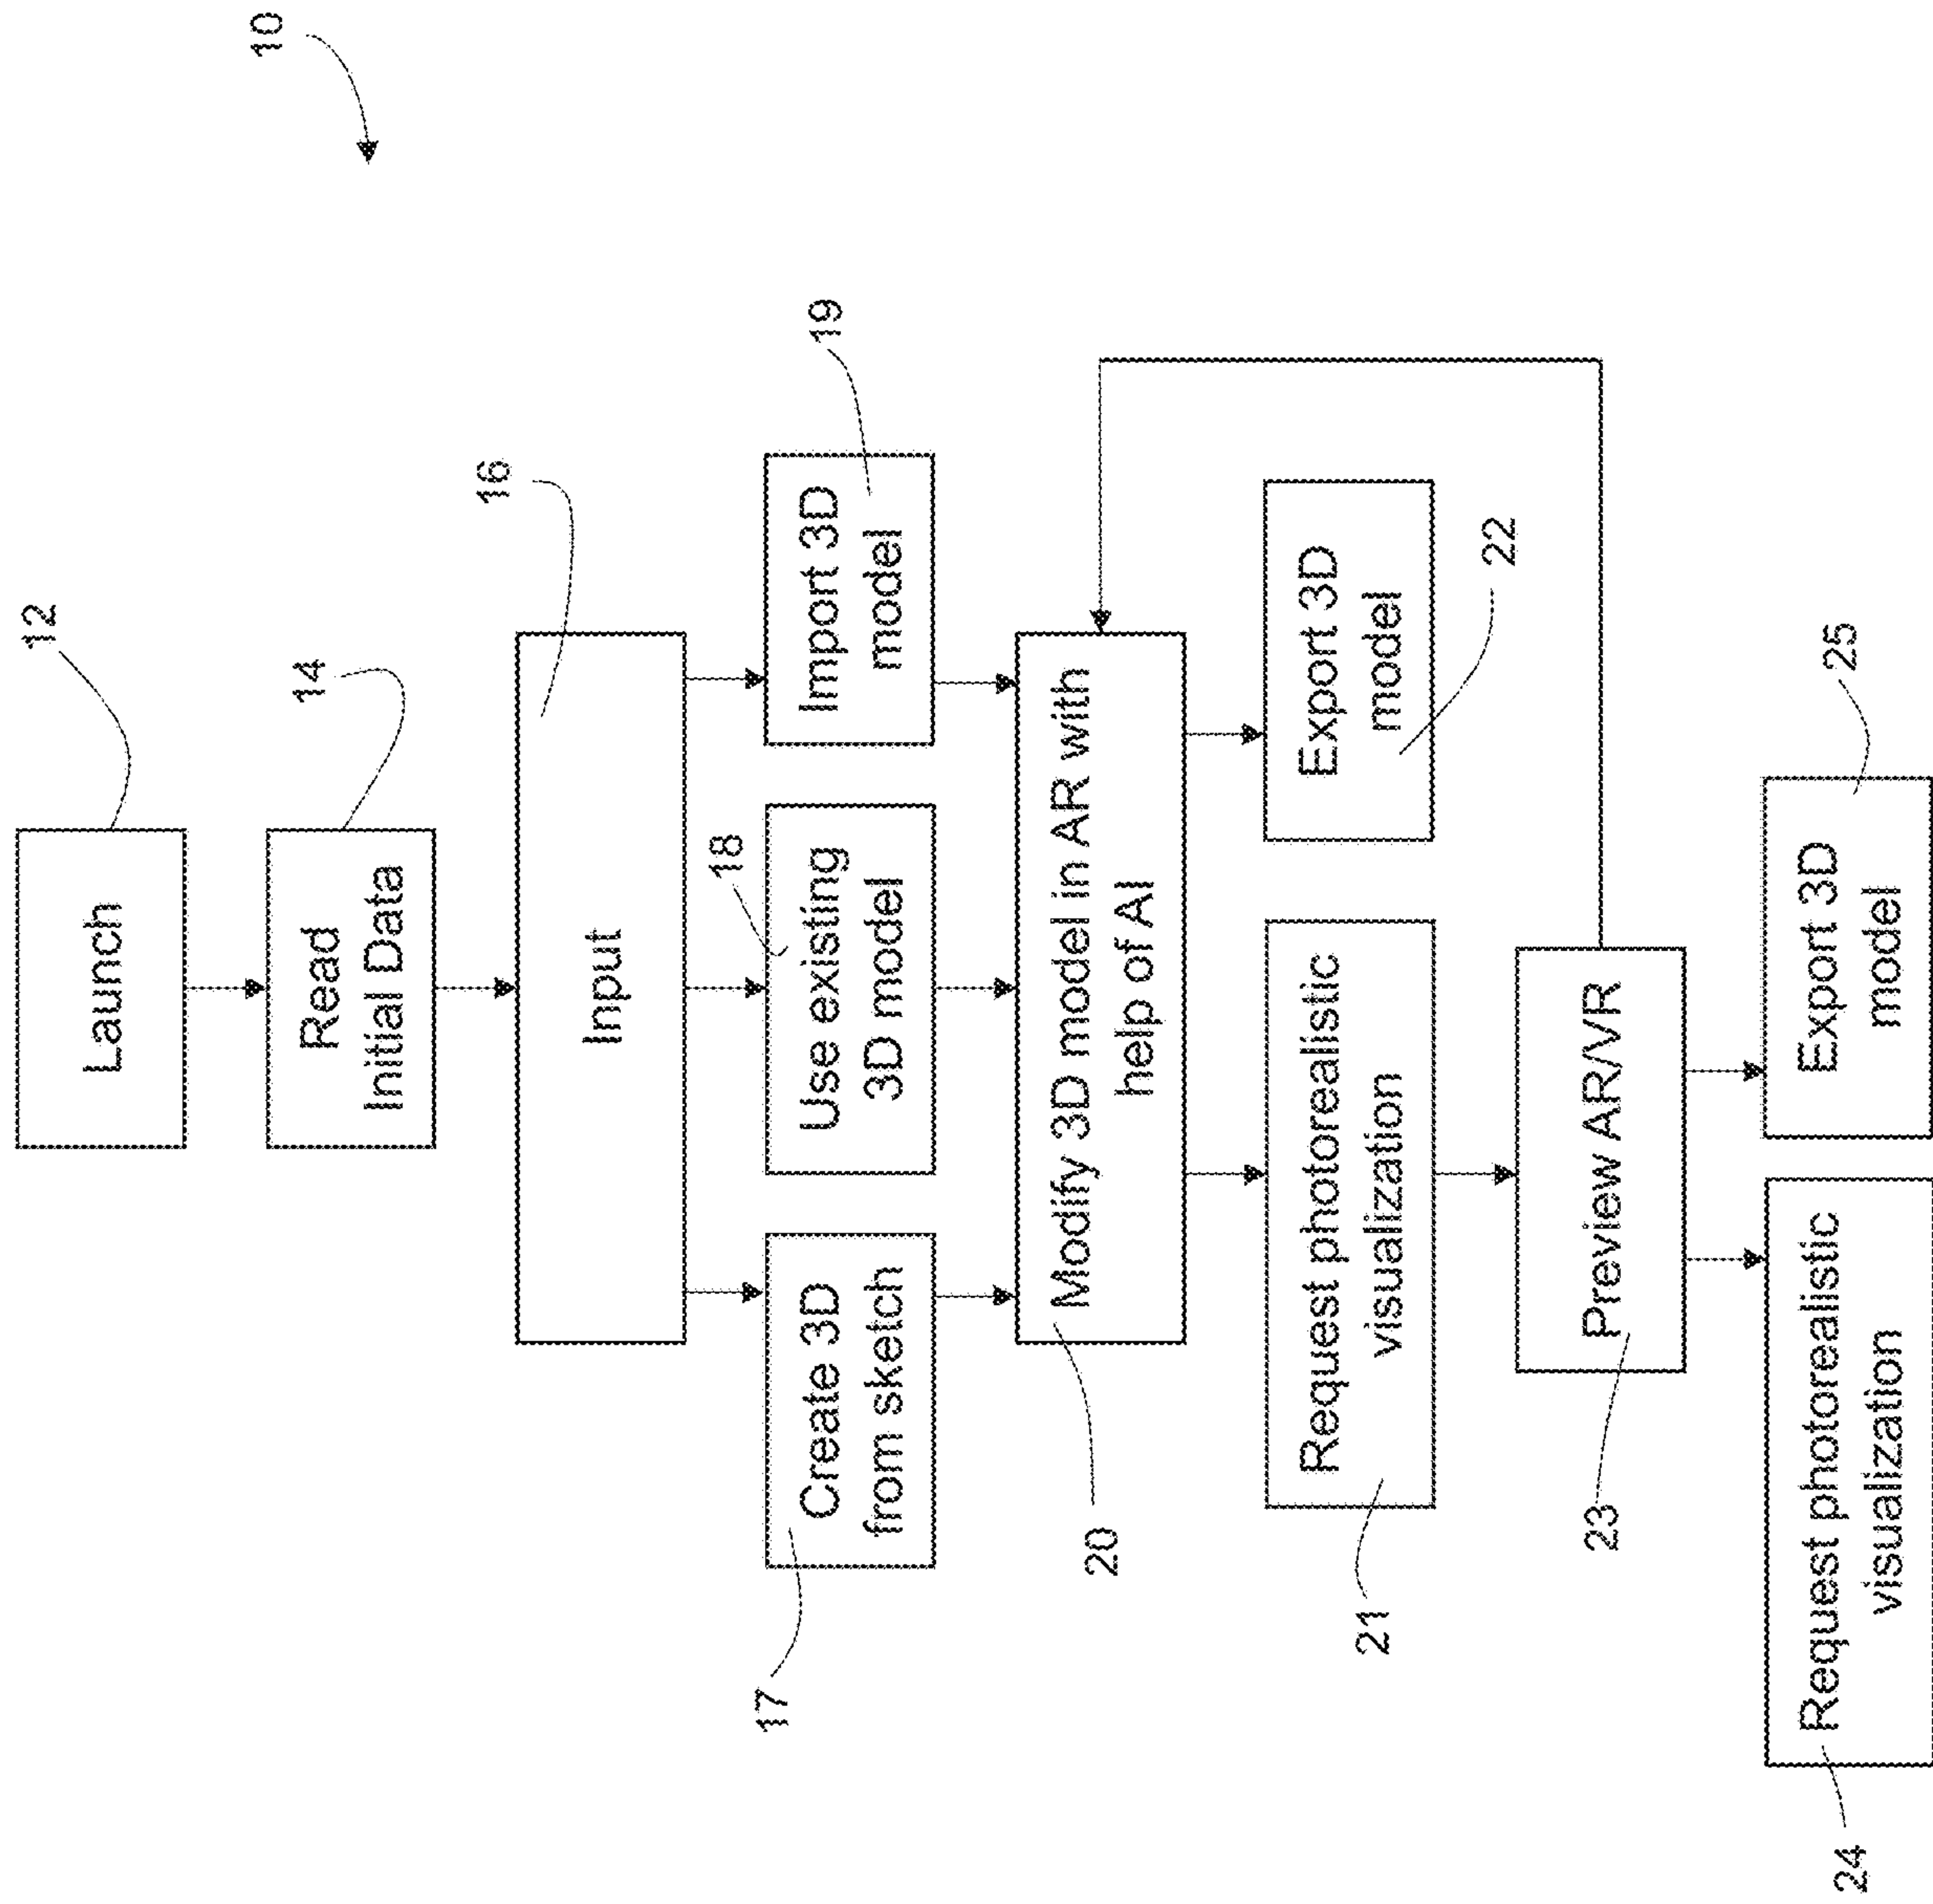 10
12
Launch
14
Read
Initial Data
16
Input
17
Create 3D
from sketch
18
Use existing
3D model
19
Import 3D
model
20
Modify 3D model in AR with
help of AI
21
Request photorealistic
visualization
22
Export 3D
model
23
Preview AR/VR
24
Request photorealistic
visualization
25
Export 3D
model